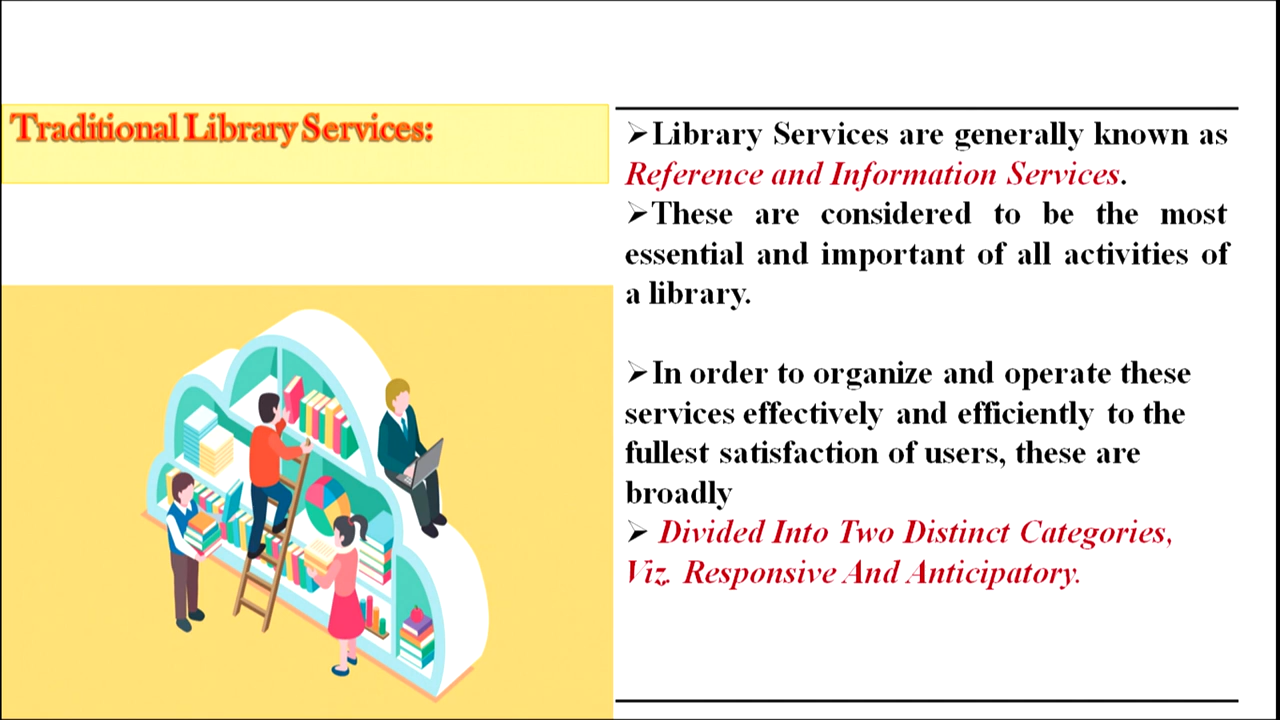 Traditional Library Services:
➢Library Services are generally known as
Reference and Information Services.
➢These are considered to be the most
essential and important of all activities of
a library.
➢In order to organize and operate these
services effectively and efficiently to the
fullest satisfaction of users, these are
broadly
➢ Divided Into Two Distinct Categories,
Viz. Responsive And Anticipatory.